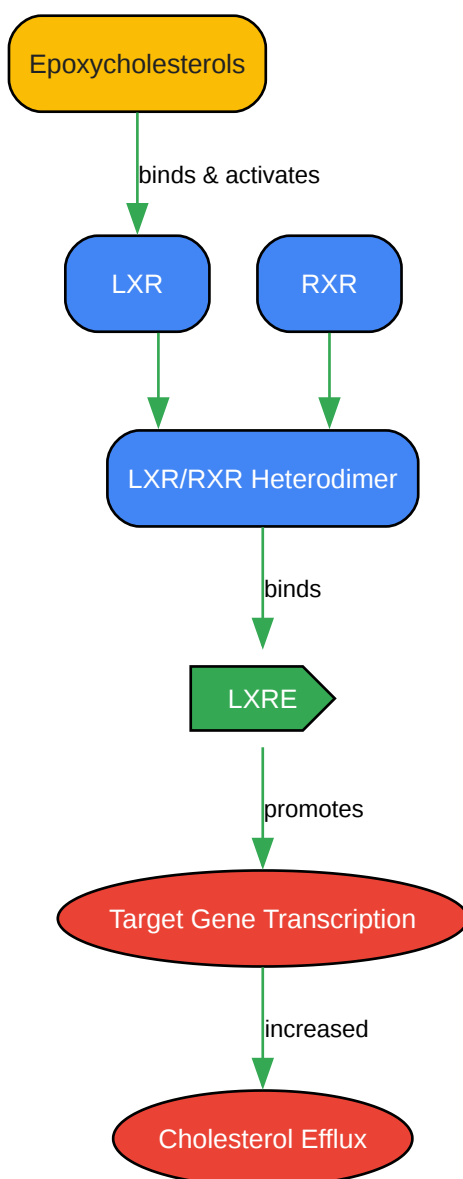 Epoxycholesterols
binds & activates
LXR
RXR
LXR/RXR Heterodimer
binds
LXRE
promotes
Target Gene Transcription
increased
Cholesterol Efflux